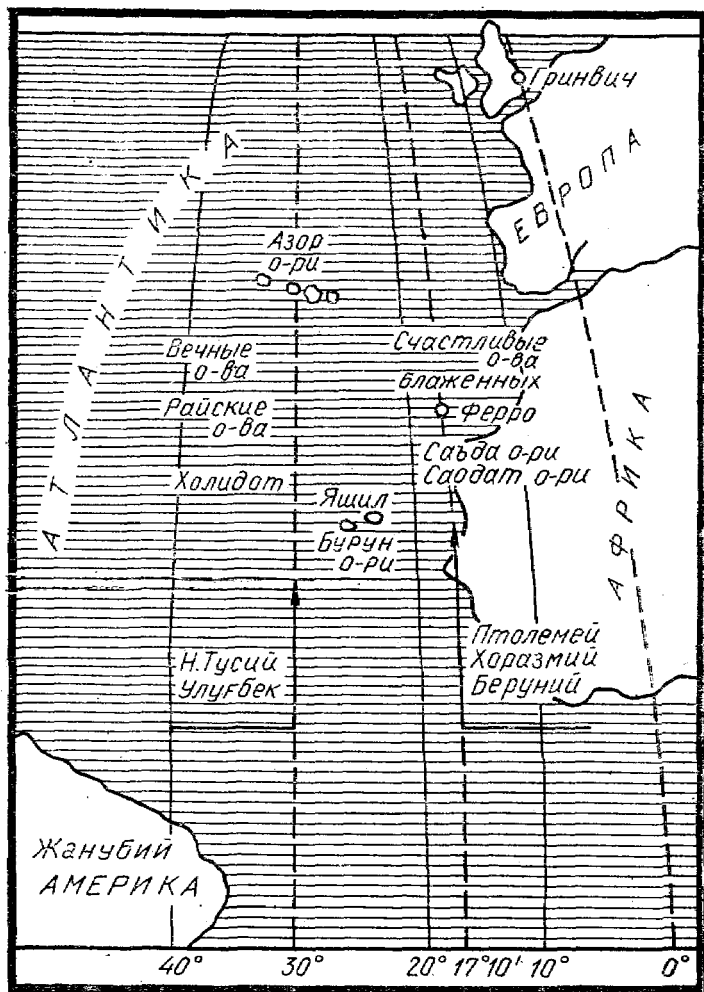 Гринвич
ЕВРОПА
АТЛАНТИКА
Азор
о-ри
Вечные
о-ва
Счастливые
о-ва
Блаженных
Райские
о-ва
Ферро
Саъда о-ри
Саодат о-ри
Холидот
Яшил
Бурун
о-ри
АФРИКА
Н.Тусий
Улуғбек
Птолемей
Хоразмий
Беруний
Жанубий
АМЕРИКА
40° 30° 20° 17°10' 10° 0°